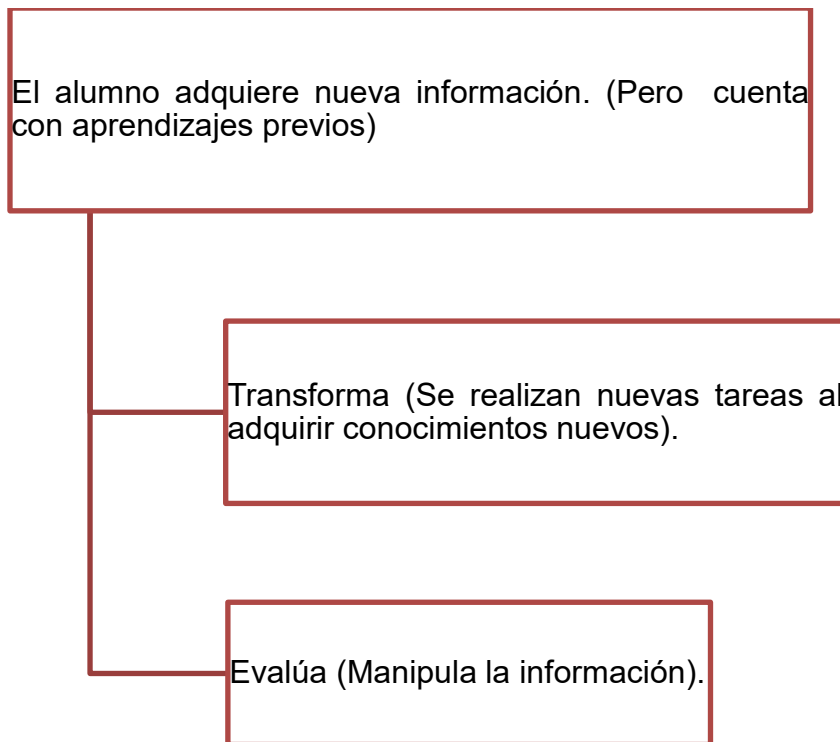 El alumno adquiere nueva información. (Pero cuenta
con aprendizajes previos)
Transforma (Se realizan nuevas tareas al
adquirir conocimientos nuevos).
Evalúa (Manipula la información).